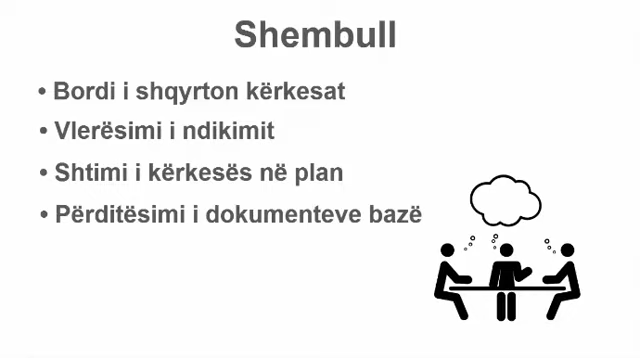 Shembull
• Bordi i shqyrton kërkesat
• Vlerësimi i ndikimit
• Shtimi i kërkesës në plan
• Përditësimi i dokumenteve bazë